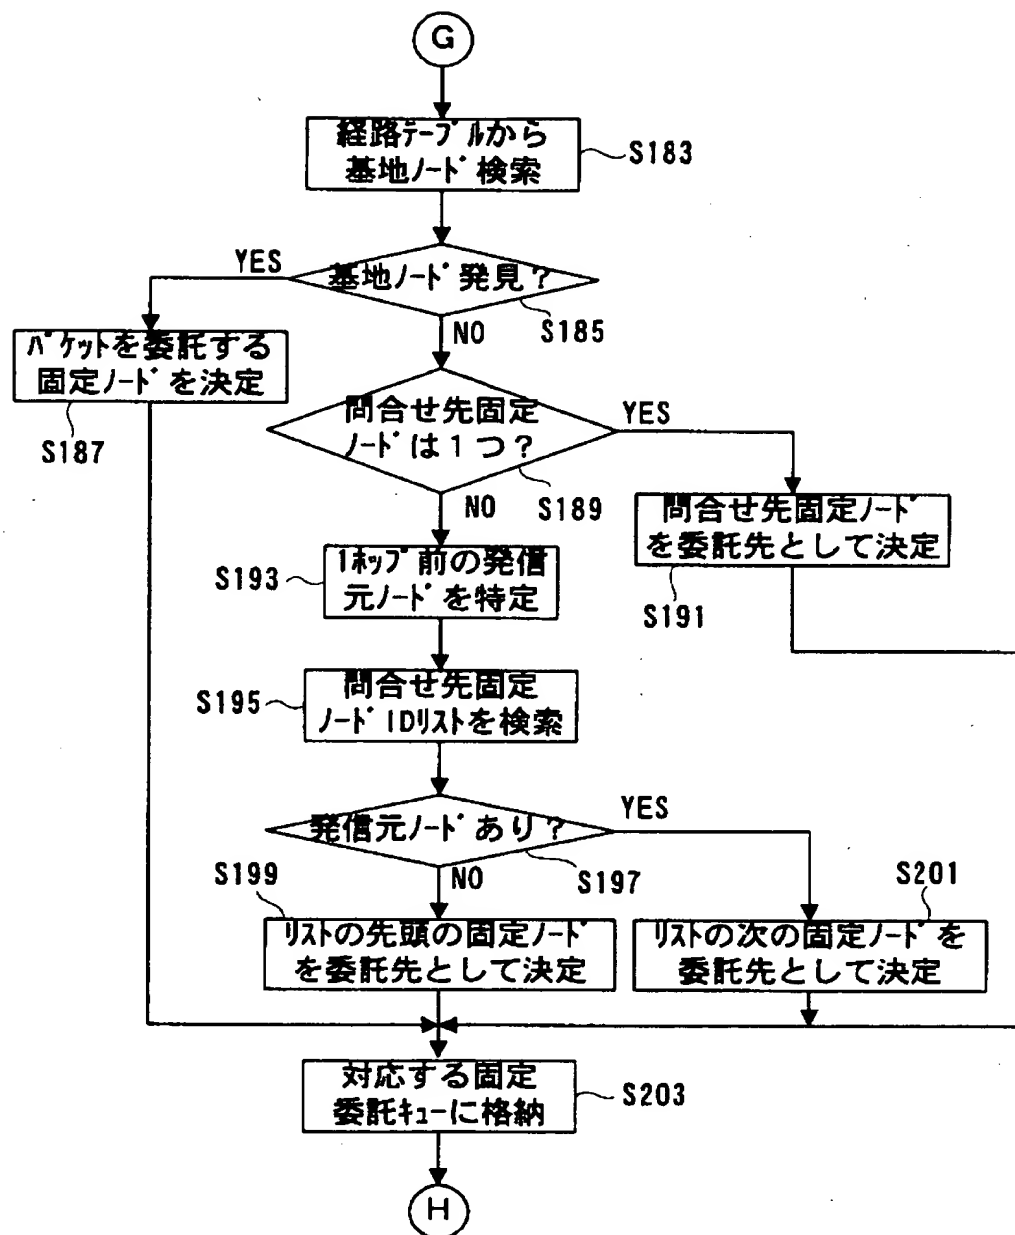 G
経路ﾃｰﾌﾞﾙから
基地ﾉｰﾄﾞ検索
S183
YES
基地ﾉｰﾄﾞ発見？
S185
NO
ﾊﾟｹｯﾄを委託する
固定ﾉｰﾄﾞを決定
S187
問合せ先固定
ﾉｰﾄﾞは１つ？
YES
S189
NO
問合せ先固定ﾉｰﾄﾞ
を委託先として決定
S191
S193
1ﾎｯﾌﾟ前の発信
元ﾉｰﾄﾞを特定
S195
問合せ先固定
ﾉｰﾄﾞIDﾘｽﾄを検索
発信元ﾉｰﾄﾞあり？
YES
S197
NO
S199
ﾘｽﾄの先頭の固定ﾉｰﾄﾞ
を委託先として決定
S201
ﾘｽﾄの次の固定ﾉｰﾄﾞを
委託先として決定
対応する固定
委託ｷｭｰに格納
S203
H